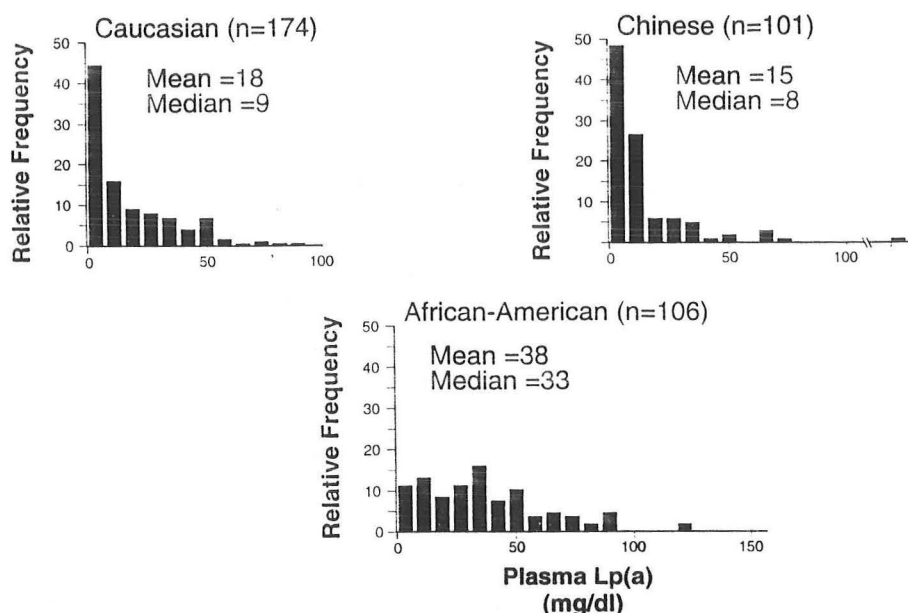 Caucasian (n=174)
Mean =18
Median =9
Relative Frequency
50
40
30
20
10
0
0
50
100
Chinese (n=101)
Mean =15
Median =8
Relative Frequency
50
40
30
20
10
0
0
50
100
African-American (n=106)
Mean =38
Median =33
Relative Frequency
50
40
30
20
10
0
0
50
100
150
Plasma Lp(a)
(mg/dl)